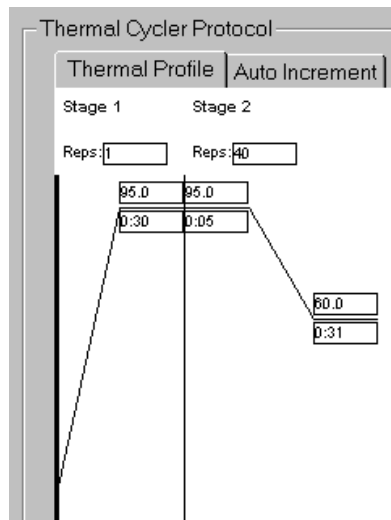 Thermal Cycler Protocol
Thermal Profile Auto Increment
Stage 1 Stage 2
Reps: 1 Reps: 40
95.0 95.0
0:30 0:05
60.0
0:31